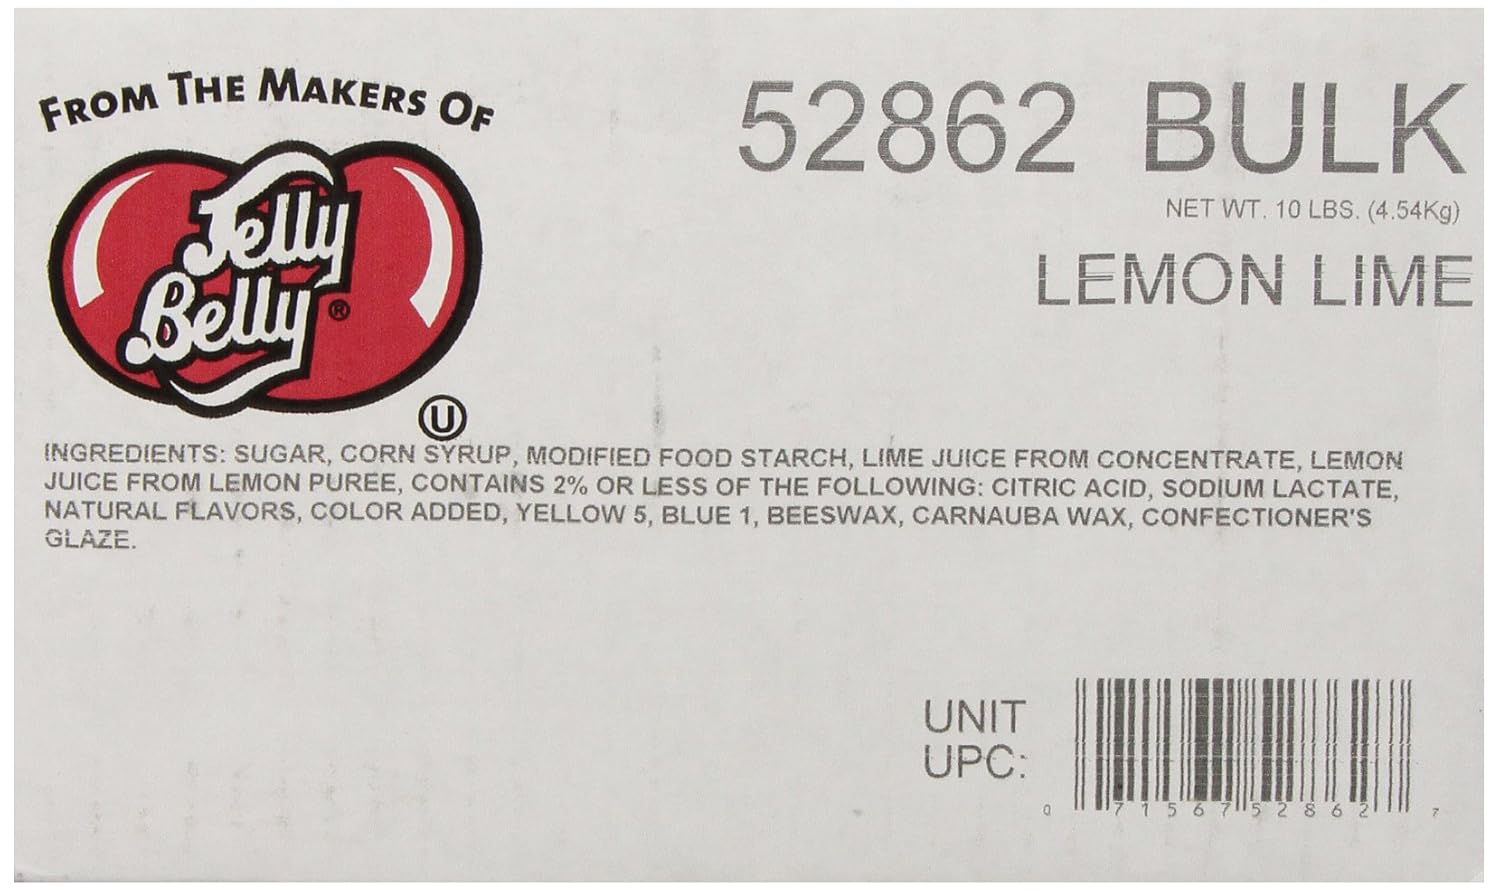 FROM THE MAKERS OF
Jelly
Belly®
U
52862 BULK
NET WT. 10 LBS. (4.54Kg)
LEMON LIME
INGREDIENTS: SUGAR, CORN SYRUP, MODIFIED FOOD STARCH, LIME JUICE FROM CONCENTRATE, LEMON
JUICE FROM LEMON PUREE, CONTAINS 2% OR LESS OF THE FOLLOWING: CITRIC ACID, SODIUM LACTATE,
NATURAL FLAVORS, COLOR ADDED, YELLOW 5, BLUE 1, BEESWAX, CARNAUBA WAX, CONFECTIONER'S
GLAZE.
UNIT
UPC:
0 71567 52862 7